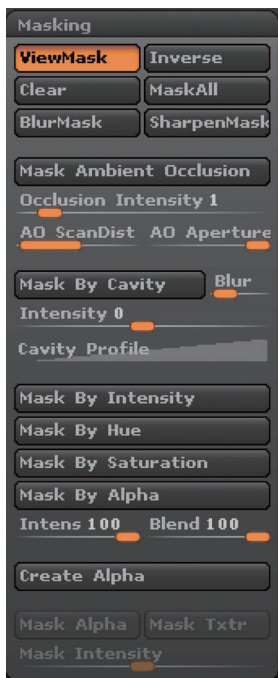 Masking
ViewMask Inverse
Clear MaskAll
BlurMask SharpenMask
Mask Ambient Occlusion
Occlusion Intensity 1
AO ScanDist AO Aperture
Mask By Cavity Blur
Intensity 0
Cavity Profile
Mask By Intensity
Mask By Hue
Mask By Saturation
Mask By Alpha
Intens 100 Blend 100
Create Alpha
Mask Alpha Mask Txtr
Mask Intensity